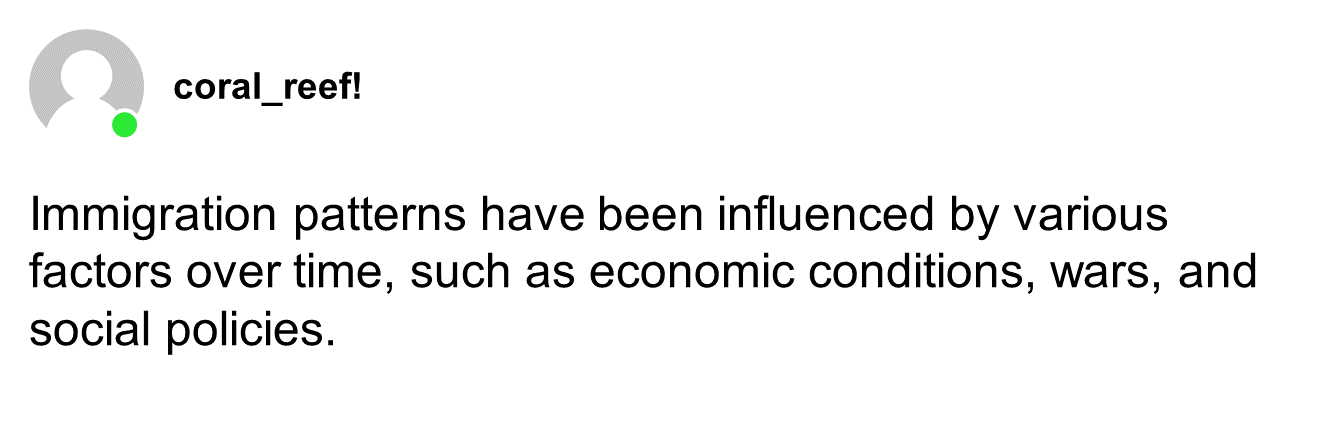 coral_reef!
Immigration patterns have been influenced by various
factors over time, such as economic conditions, wars, and
social policies.